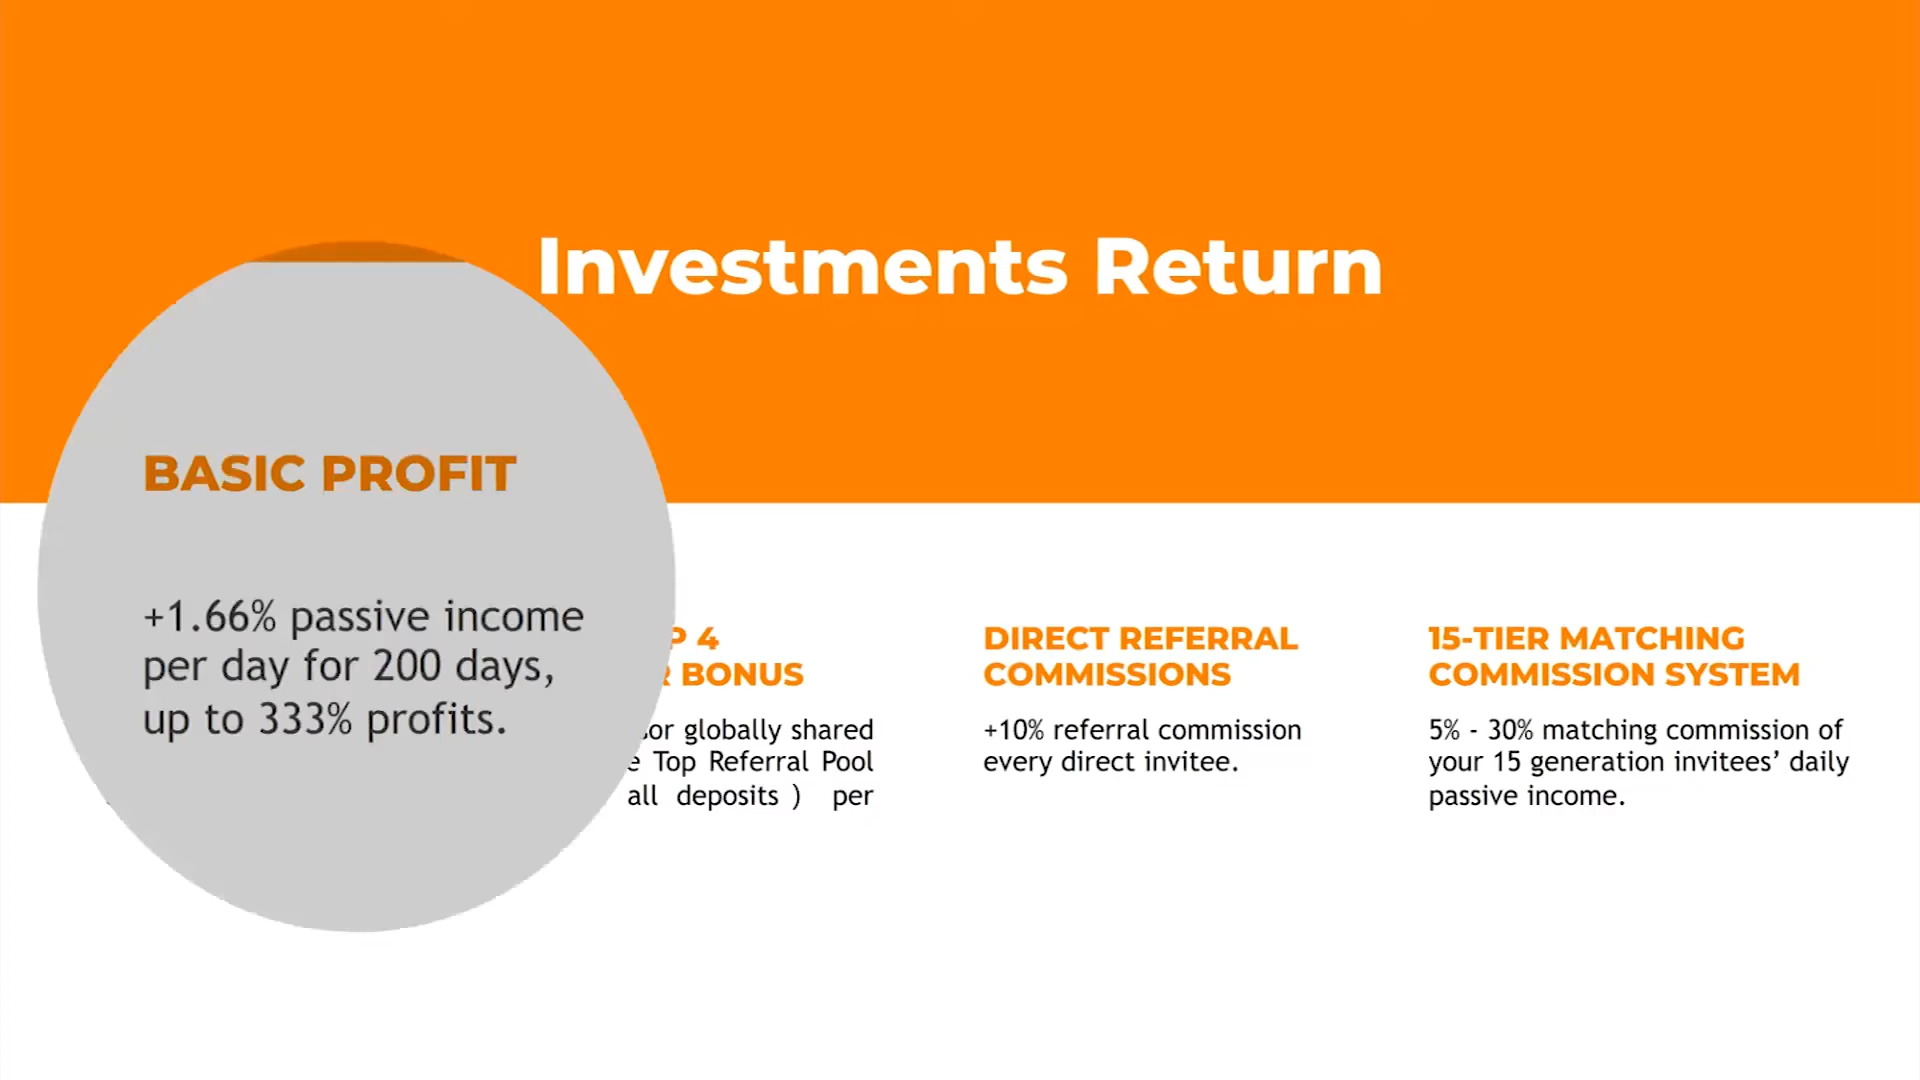 Investments Return
BASIC PROFIT
+1.66% passive income
per day for 200 days,
up to 333% profits.
4
BONUS
globally shared
Top Referral Pool
all deposits ) per
DIRECT REFERRAL
COMMISSIONS
+10% referral commission
every direct invitee.
15-TIER MATCHING
COMMISSION SYSTEM
5% - 30% matching commission of
your 15 generation invitees’ daily
passive income.